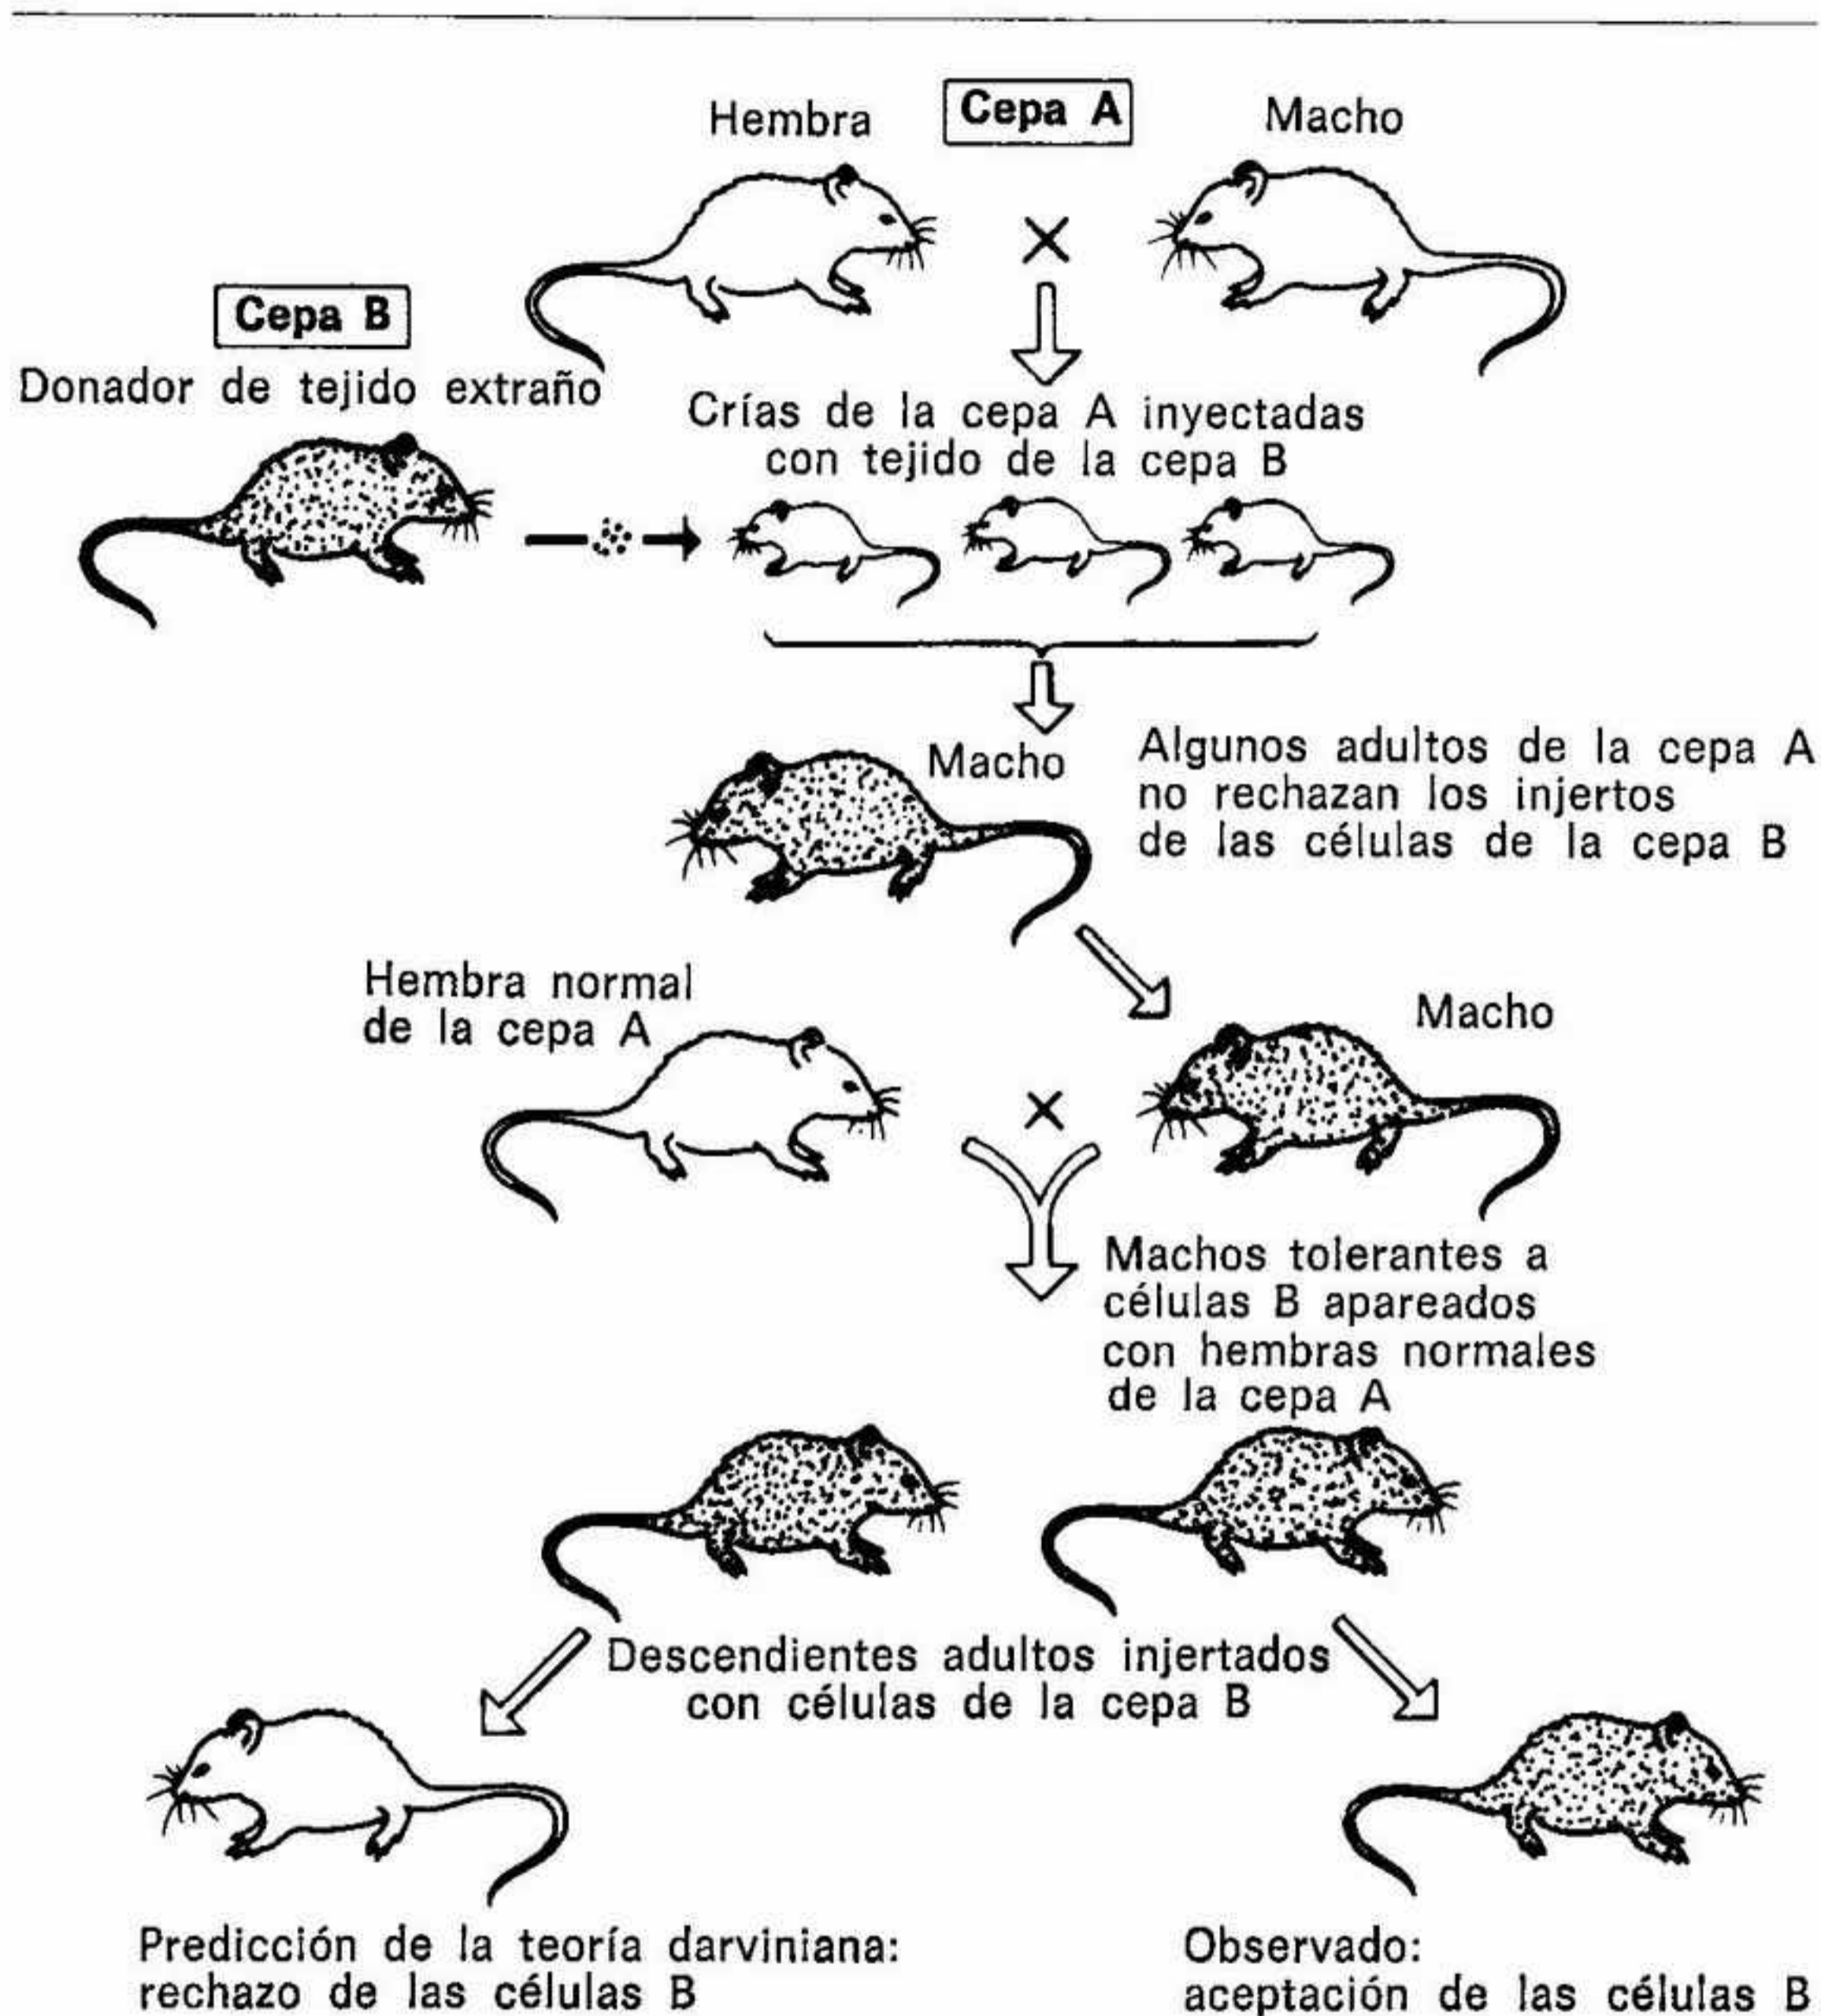 Hembra
Cepa A
Macho
Cepa B
Donador de tejido extraño
Crías de la cepa A inyectadas
con tejido de la cepa B
Macho
Algunos adultos de la cepa A
no rechazan los injertos
de las células de la cepa B
Hembra normal
de la cepa A
Macho
Machos tolerantes a
células B apareados
con hembras normales
de la cepa A
Descendientes adultos injertados
con células de la cepa B
Predicción de la teoría darviniana:
rechazo de las células B
Observado:
aceptación de las células B